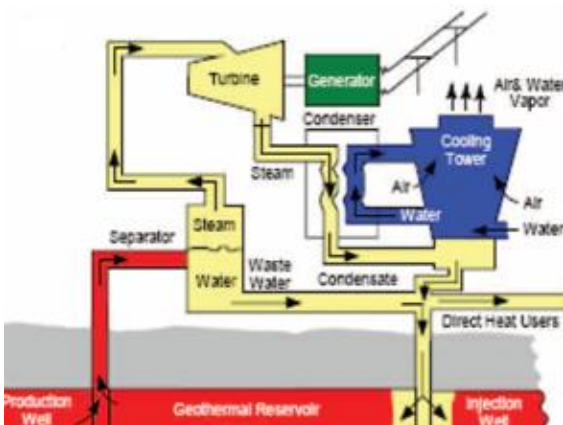 Turbine
Generator
Air& Water
Vapor
Condenser
Cooling
Tower
Steam
Air
Air
Water
Water
Steam
Separator
Waste
Water
Water
Condensate
Direct Heat Users
Production
Well
Geothermal Reservoir
Injection
Well